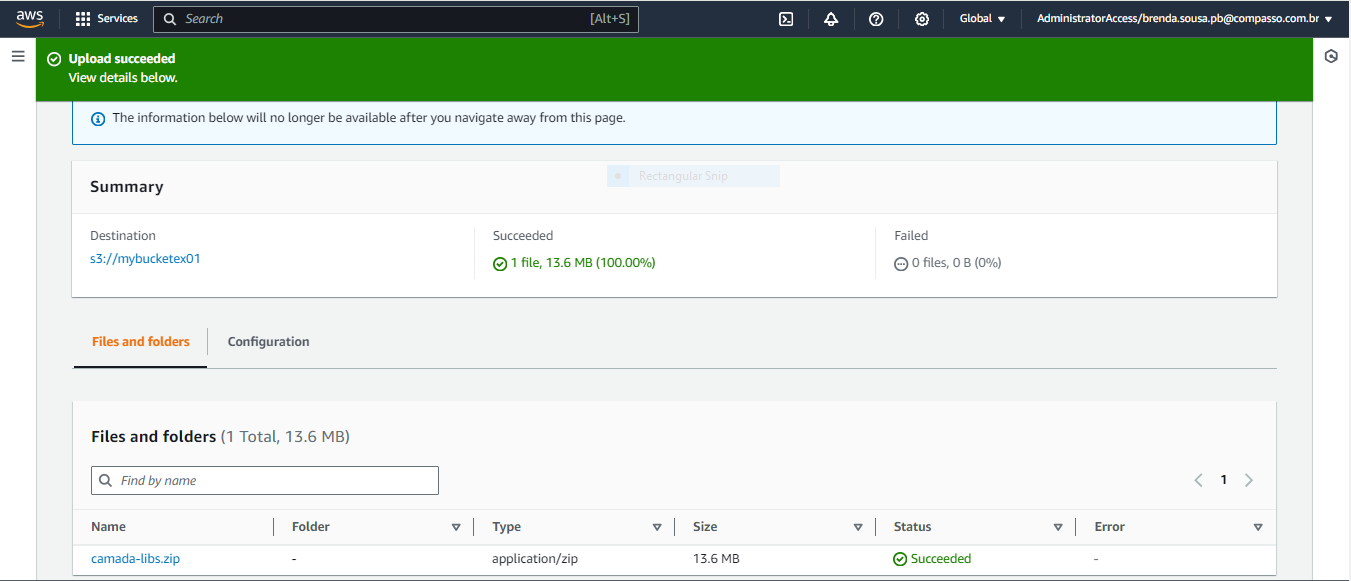 aws Services Search [Alt+S] Global AdministratorAccess/brenda.sousa.pb@compasso.com.br
Upload succeeded
View details below.
The information below will no longer be available after you navigate away from this page.
Rectangular Snip
Summary
Destination Succeeded Failed
s3://mybucketex01 1 file, 13.6 MB (100.00%) 0 files, 0 B (0%)
Files and folders Configuration
Files and folders (1 Total, 13.6 MB)
Find by name 1
Name Folder Type Size Status Error
camada-libs.zip - application/zip 13.6 MB Succeeded -